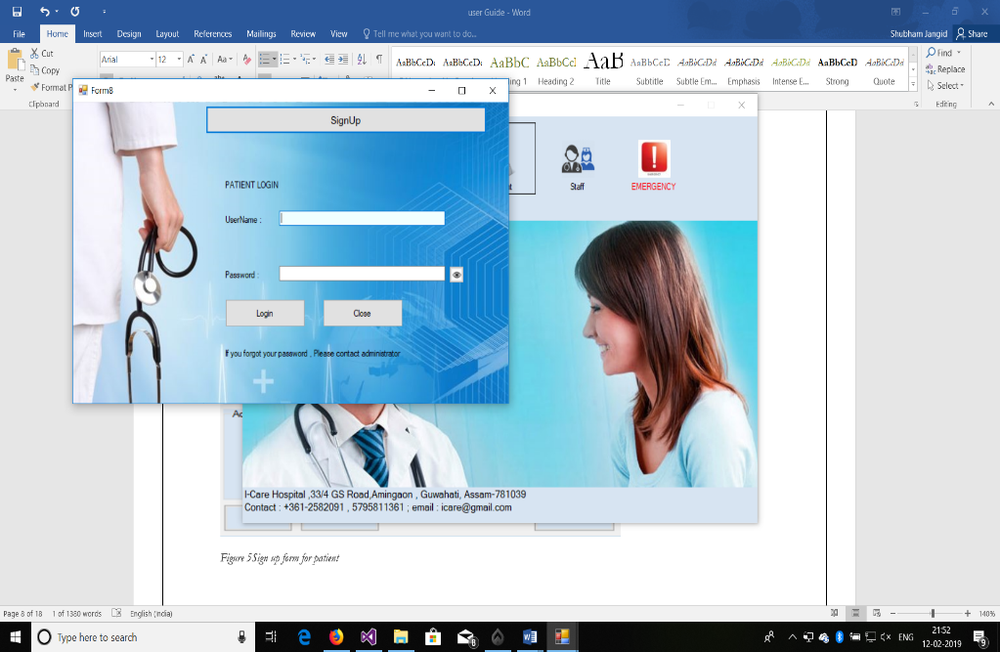 user Guide - Word
File Home Insert Design Layout References Mailings Review View Tell me what you want to do... Shubham Jangid Share
Paste
Cut
Copy
Format P
Clipboard
Arial 12
AaBbCcDc AaBbCcDc AaBbC AaBbCcl AaB AaBbCcC AaBbCcDd AaBbCcDd AaBbCcDd AaBbCcD AaBbCcDd
ng 1 Heading 2 Title Subtitle Subtle Em... Emphasis Intense E... Strong Quote
Find
Replace
Select
Editing
Form8
SignUp
PATIENT LOGIN
UserName :
Password :
Login Close
If you forgot your password , Please contact administrator
Staff
EMERGENCY
I-Care Hospital ,33/4 GS Road,Amingaon , Guwahati, Assam-781039
Contact : +361-2582091 , 5795811361 ; email : icare@gmail.com
Figure 5Sign up form for patient
Page 8 of 18 1 of 1380 words English (India) 140%
Type here to search
ENG
21:52
12-02-2019